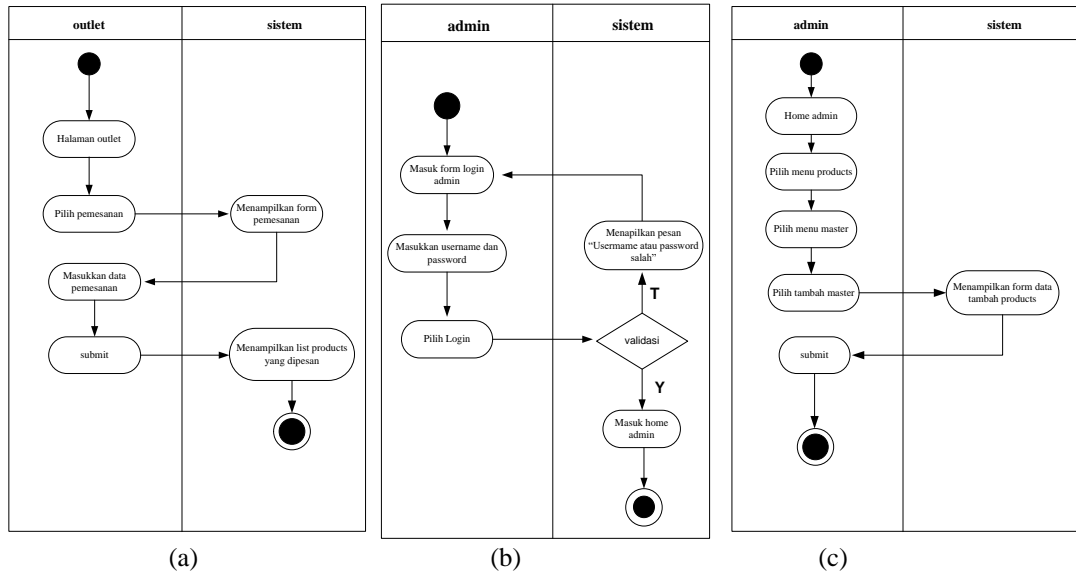 outlet
sistem
Halaman outlet
Pilih pemesanan
Menampilkan form
pemesanan
Masukkan data
pemesanan
submit
Menampilkan list products
yang dipesan
(a)
admin
sistem
Masuk form login
admin
Masukkan username dan
password
Menapilkan pesan
“Usermame atau password
salah”
T
Pilih Login
validasi
Y
Masuk home
admin
(b)
admin
sistem
Home admin
Pilih menu products
Pilih menu master
Pilih tambah master
Menampilkan form data
tambah products
submit
(c)